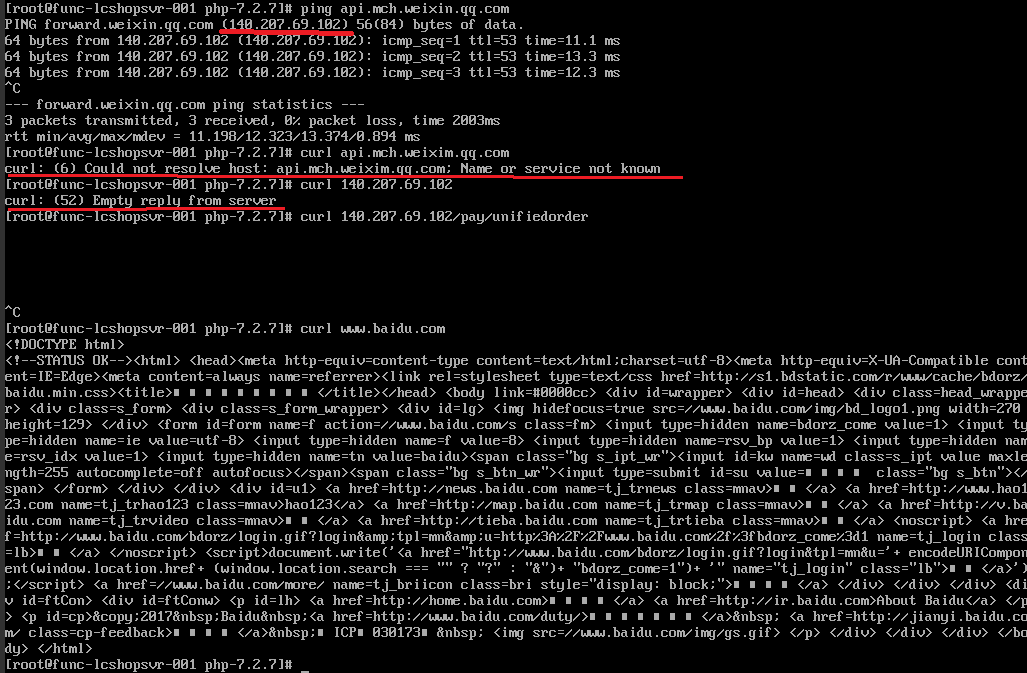 [root@func-lcshopsvr-001 php-7.2.7]# ping api.mch.weixin.qq.com
PING forward.weixin.qq.com (140.207.69.102) 56(84) bytes of data.
64 bytes from 140.207.69.102 (140.207.69.102): icmp_seq=1 ttl=53 time=11.1 ms
64 bytes from 140.207.69.102 (140.207.69.102): icmp_seq=2 ttl=53 time=13.3 ms
64 bytes from 140.207.69.102 (140.207.69.102): icmp_seq=3 ttl=53 time=12.3 ms
^C
--- forward.weixin.qq.com ping statistics ---
3 packets transmitted, 3 received, 0% packet loss, time 2003ms
rtt min/avg/max/mdev = 11.198/12.323/13.374/0.894 ms
[root@func-lcshopsvr-001 php-7.2.7]# curl api.mch.weixim.qq.com
curl: (6) Could not resolve host: api.mch.weixim.qq.com; Name or service not known
[root@func-lcshopsvr-001 php-7.2.7]# curl 140.207.69.102
curl: (52) Empty reply from server
[root@func-lcshopsvr-001 php-7.2.7]# curl 140.207.69.102/pay/unifiedorder
^C
[root@func-lcshopsvr-001 php-7.2.7]# curl www.baidu.com
<!DOCTYPE html>
<!--STATUS OK--><html> <head><meta http-equiv=content-type content=text/html;charset=utf-8><meta http-equiv=X-UA-Compatible cont
ent=IE=Edge><meta content=always name=referrer><link rel=stylesheet type=text/css href=http://s1.bdstatic.com/r/www/cache/bdorz/
baidu.min.css><title>■ ■ ■ ■ ■ ■ ■ ■ ■ </title></head> <body link=#0000cc> <div id=wrapper> <div id=head> <div class=head_wrappe
r> <div class=s_form> <div class=s_form_wrapper> <div id=lg> <img hidefocus=true src=//www.baidu.com/img/bd_logo1.png width=270
height=129> </div> <form id=form name=f action=//www.baidu.com/s class=fm> <input type=hidden name=bdorz_come value=1> <input ty
pe=hidden name=ie value=utf-8> <input type=hidden name=f value=8> <input type=hidden name=rsv_bp value=1> <input type=hidden nam
e=rsv_idx value=1> <input type=hidden name=tn value=baidu><span class="bg s_ipt_wr"><input id=kw name=wd class=s_ipt value maxle
ngth=255 autocomplete=off autofocus></span><span class="bg s_btn_wr"><input type=submit id=su value=■ ■ ■ ■  class="bg s_btn"></
span> </form> </div> </div> <div id=u1> <a href=http://news.baidu.com name=tj_trnews class=mnav>■ ■ </a> <a href=http://www.hao1
23.com name=tj_trhao123 class=mnav>hao123</a> <a href=http://map.baidu.com name=tj_trmap class=mnav>■ ■ </a> <a href=http://v.ba
idu.com name=tj_trvideo class=mnav>■ ■ </a> <a href=http://tieba.baidu.com name=tj_trtieba class=mnav>■ ■ </a> <noscript> <a hre
f=http://www.baidu.com/bdorz/login.gif?login&amp;tpl=mn&amp;u=http%3A%2F%2Fwww.baidu.com%2f%3fbdorz_come%3d1 name=tj_login class
=lb>■ ■ </a> </noscript> <script>document.write('<a href="http://www.baidu.com/bdorz/login.gif?login&tpl=mn&u='+ encodeURICompon
ent(window.location.href+ (window.location.search === "" ? "?" : "&")+ "bdorz_come=1")+ '" name="tj_login" class="lb">■ ■ </a>')
;</script> <a href=//www.baidu.com/more/ name=tj_briicon class=bri style="display: block;">■ ■ ■ ■ </a> </div> </div> </div> <di
v id=ftCon> <div id=ftConw> <p id=lh> <a href=http://home.baidu.com>■ ■ ■ ■ </a> <a href=http://ir.baidu.com>About Baidu</a> </p
> <p id=cp>&copy;2017&nbsp;Baidu&nbsp;<a href=http://www.baidu.com/duty/>■ ■ ■ ■ ■ ■ ■ </a>&nbsp; <a href=http://jianyi.baidu.co
m/ class=cp-feedback>■ ■ ■ ■ </a>&nbsp;■ ICP■ 030173■ &nbsp; <img src=//www.baidu.com/img/gs.gif> </p> </div> </div> </div> </bo
dy> </html>
[root@func-lcshopsvr-001 php-7.2.7]# _